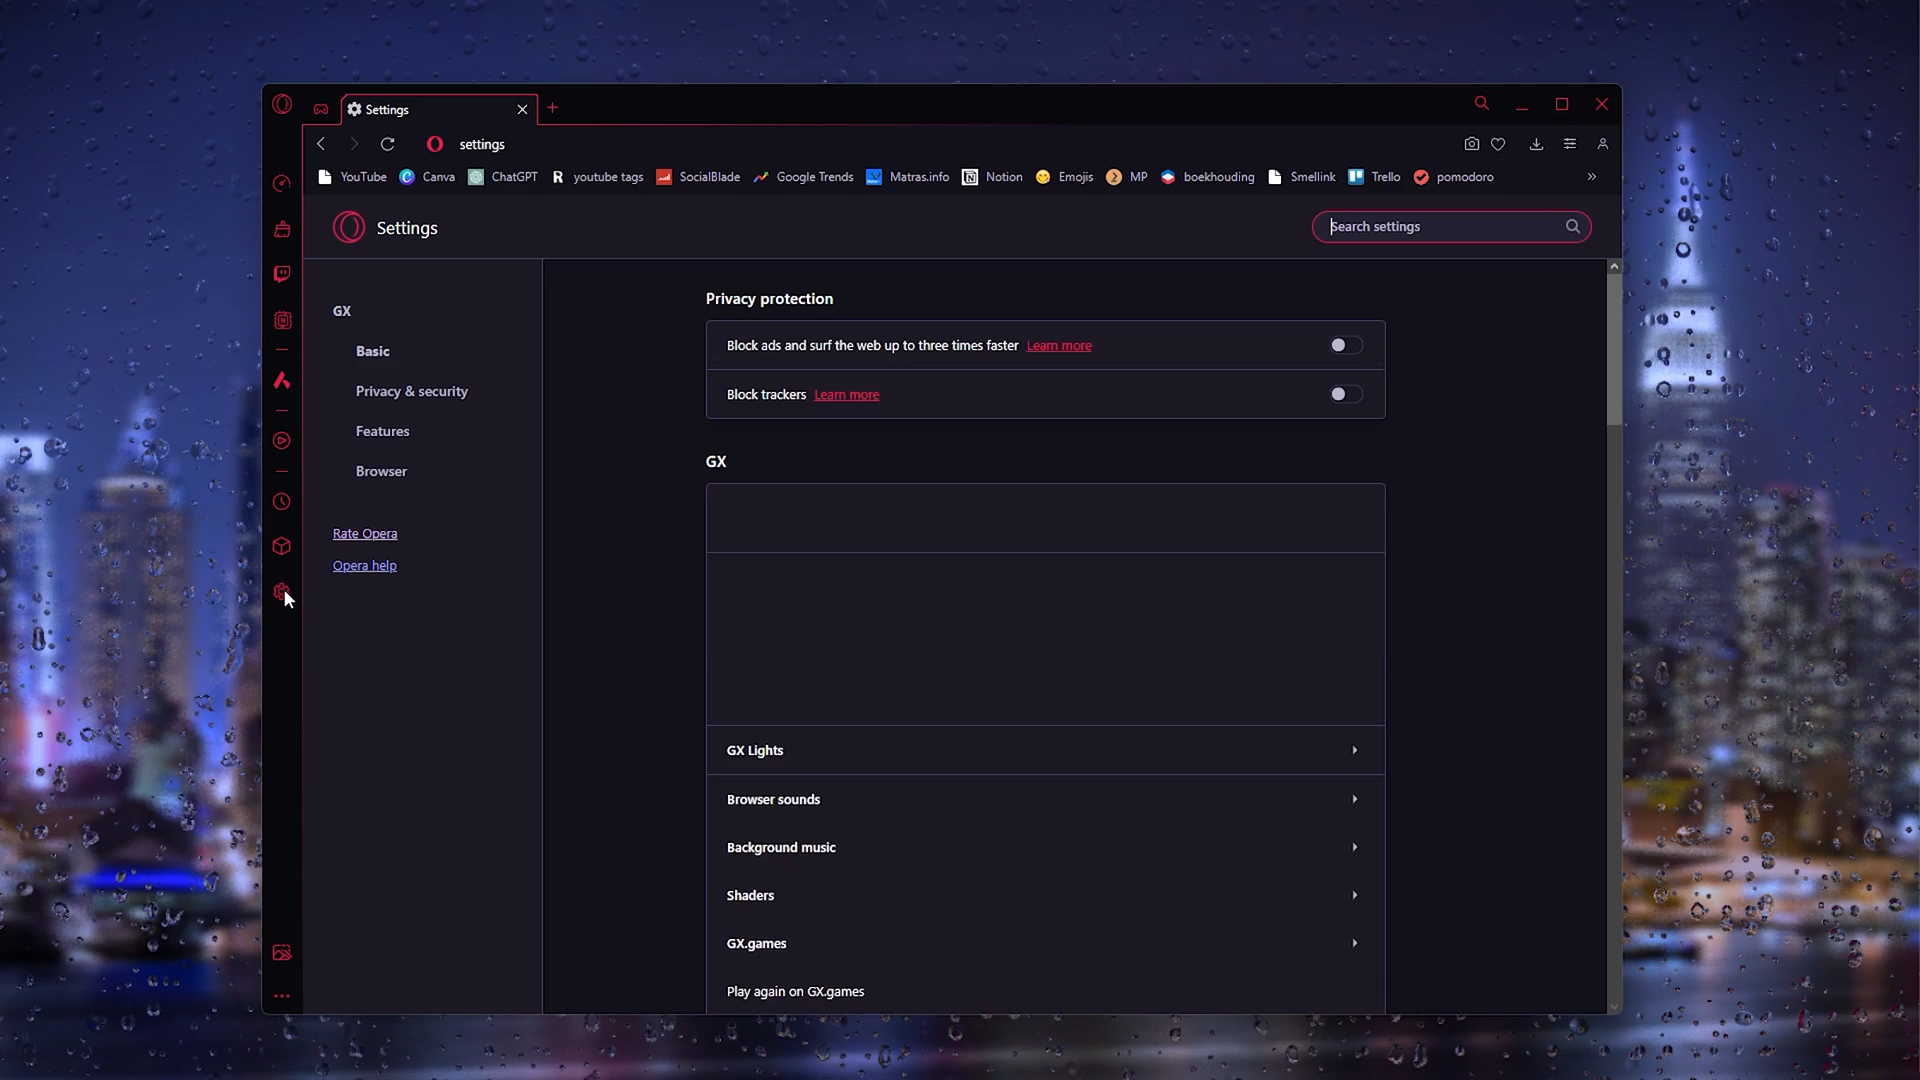 Settings
settings
YouTube Canva ChatGPT R youtube tags SocialBlade Google Trends Matras.info Notion Emojis MP boekhouding Smellink Trello pomodoro »
Settings
Search settings
GX
Basic
Privacy & security
Features
Browser
Rate Opera
Opera help
Privacy protection
Block ads and surf the web up to three times faster Learn more
Block trackers Learn more
GX
GX Lights
Browser sounds
Background music
Shaders
GX.games
Play again on GX.games